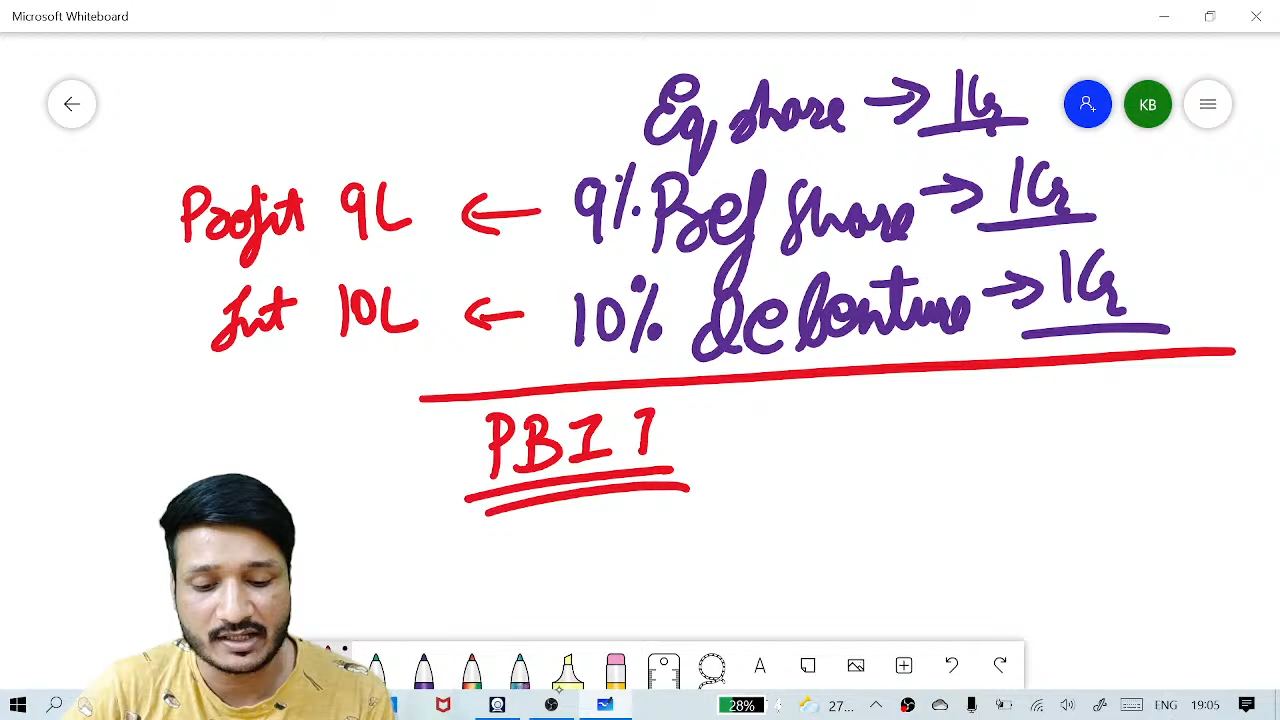 Microsoft Whiteboard
Eq share → 1Cr
KB
Profit 9L ← 9% Pref share → 1Cr
Int 10L ← 10% debenture → 1Cr
PBIT
A
28%
27...
ENG 19:05